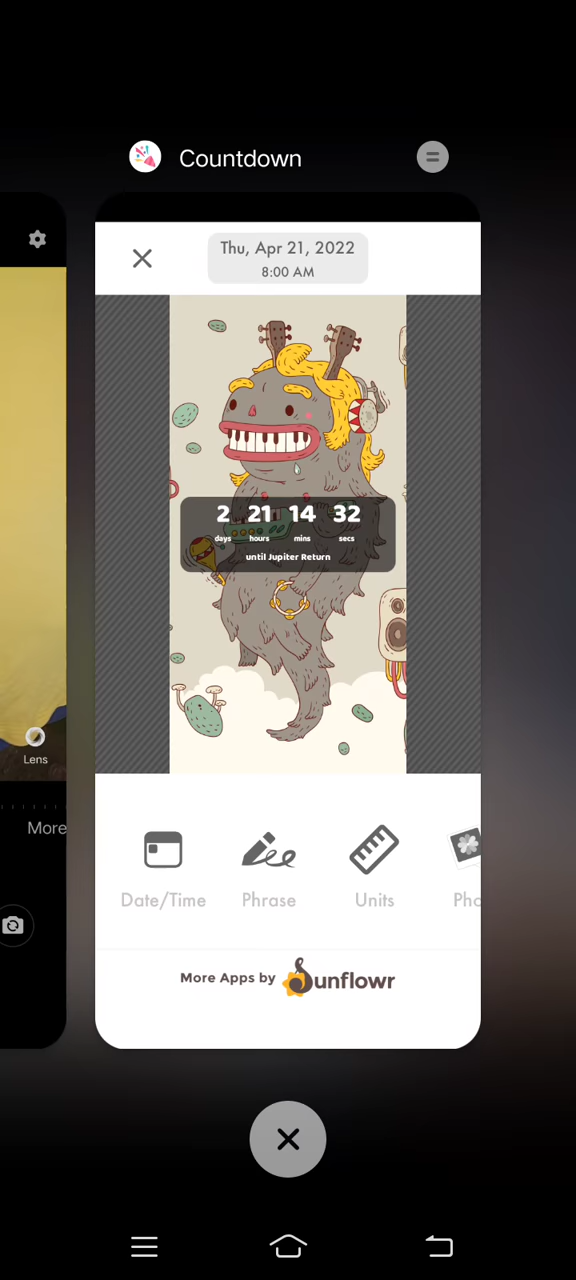 Countdown
Thu, Apr 21, 2022
8:00 AM
2 21 14 32
days hours mins secs
until Jupiter Return
Lens
More
Date/Time Phrase Units Pho
More Apps by Sunflowr